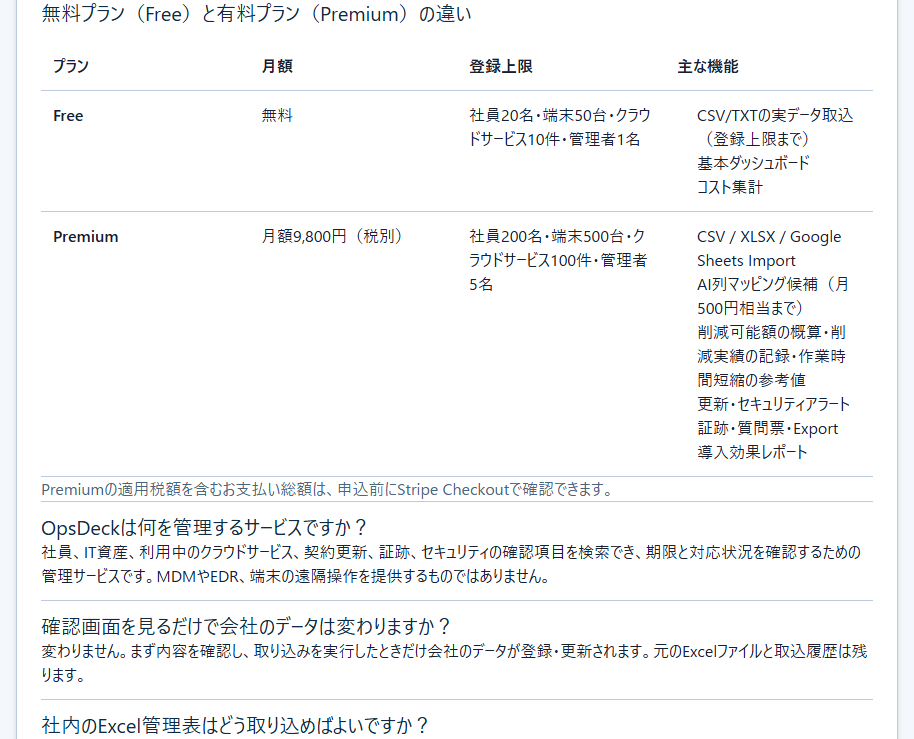 無料プラン（Free）と有料プラン（Premium）の違い
プラン 月額 登録上限 主な機能
Free 無料 社員20名・端末50台・クラウ
ドサービス10件・管理者1名
CSV/TXTの実データ取込
（登録上限まで）
基本ダッシュボード
コスト集計
Premium 月額9,800円（税別） 社員200名・端末500台・ク
ラウドサービス100件・管理者
5名
CSV / XLSX / Google
Sheets Import
AI列マッピング候補（月
500円相当まで）
削減可能額の概算・削
減実績の記録・作業時
間短縮の参考値
更新・セキュリティアラート
証跡・質問票・Export
導入効果レポート
Premiumの適用税額を含むお支払い総額は、申込前にStripe Checkoutで確認できます。
OpsDeckは何を管理するサービスですか？
社員、IT資産、利用中のクラウドサービス、契約更新、証跡、セキュリティの確認項目を検索でき、期限と対応状況を確認するための
管理サービスです。MDMやEDR、端末の遠隔操作を提供するものではありません。
確認画面を見るだけで会社のデータは変わりますか？
変わりません。まず内容を確認し、取り込みを実行したときだけ会社のデータが登録・更新されます。元のExcelファイルと取込履歴は残
ります。
社内のExcel管理表はどう取り込めばよいですか？